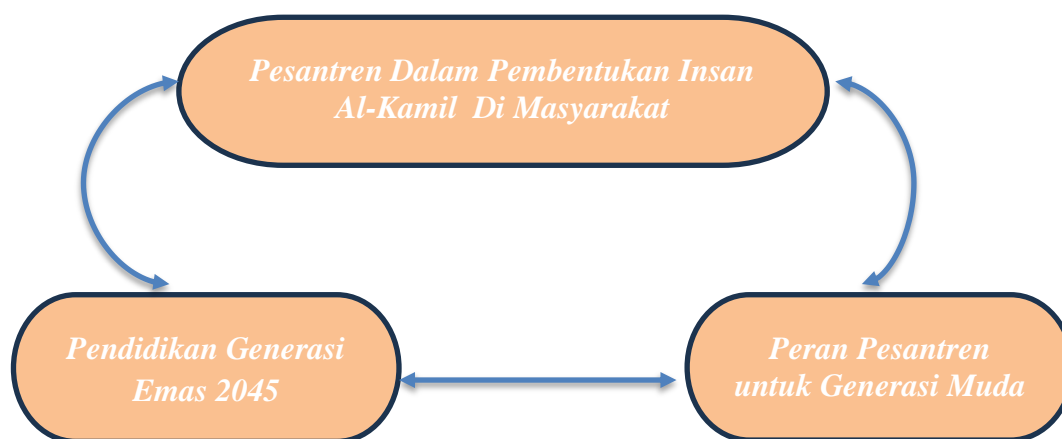 Pesantren Dalam Pembentukan Insan
Al-Kamil Di Masyarakat
Pendidikan Generasi
Emas 2045
Peran Pesantren
untuk Generasi Muda